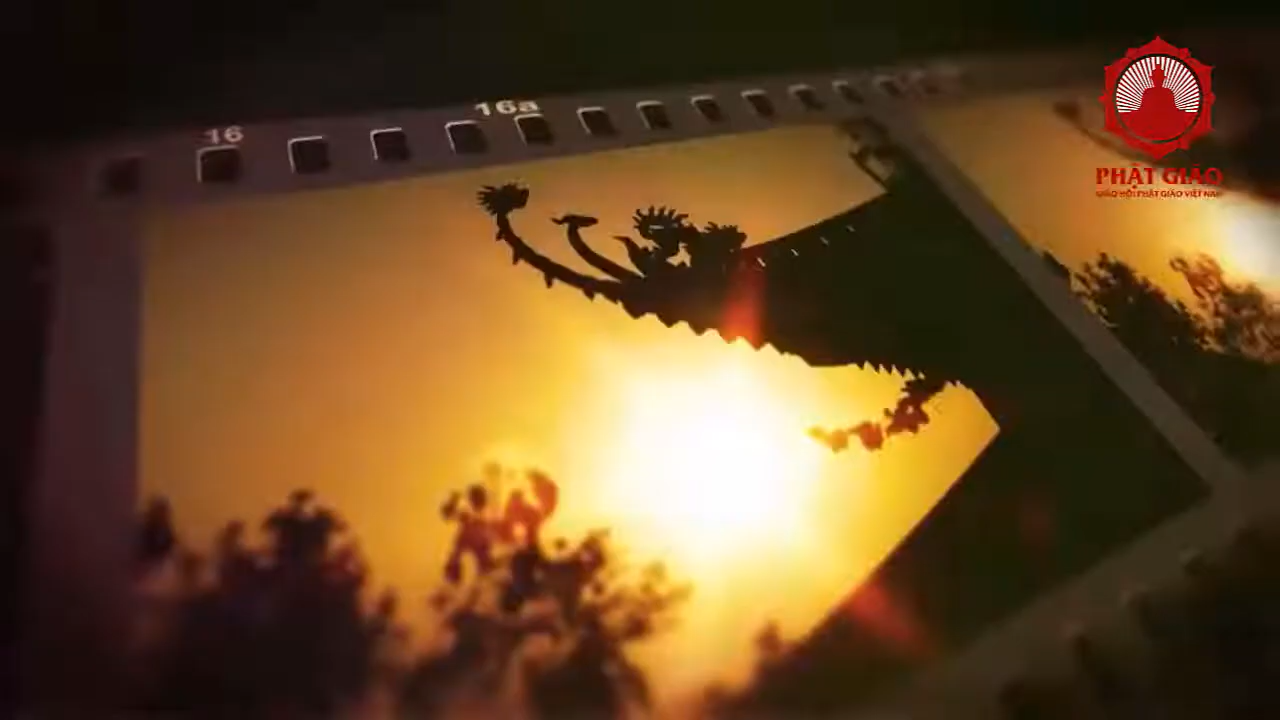 16
16a
PHẬT GIÁO
GIÁO HỘI PHẬT GIÁO VIỆT NAM